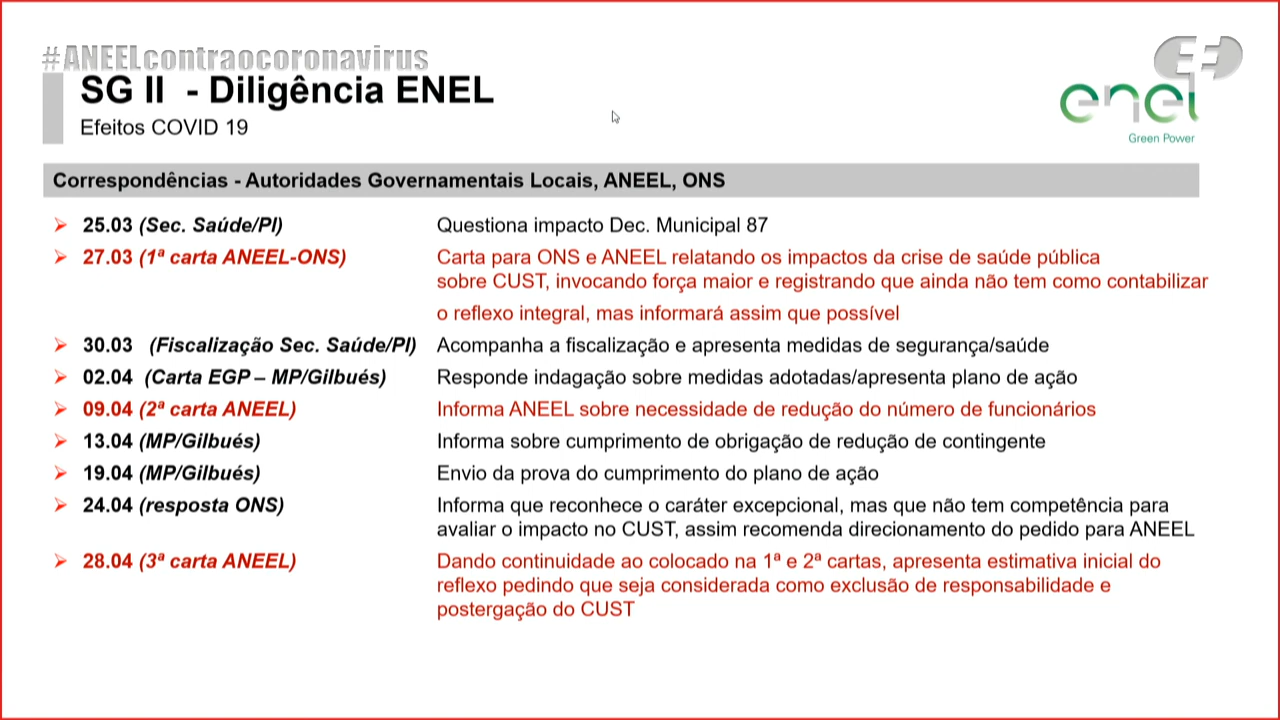 #ANEELcontraocoronavirus
SG II - Diligência ENEL
Efeitos COVID 19
enel
Green Power
Correspondências - Autoridades Governamentais Locais, ANEEL, ONS
25.03 (Sec. Saúde/PI) Questiona impacto Dec. Municipal 87
27.03 (1ª carta ANEEL-ONS) Carta para ONS e ANEEL relatando os impactos da crise de saúde pública
sobre CUST, invocando força maior e registrando que ainda não tem como contabilizar
o reflexo integral, mas informará assim que possível
30.03 (Fiscalização Sec. Saúde/PI) Acompanha a fiscalização e apresenta medidas de segurança/saúde
02.04 (Carta EGP – MP/Gilbués) Responde indagação sobre medidas adotadas/apresenta plano de ação
09.04 (2ª carta ANEEL) Informa ANEEL sobre necessidade de redução do número de funcionários
13.04 (MP/Gilbués) Informa sobre cumprimento de obrigação de redução de contingente
19.04 (MP/Gilbués) Envio da prova do cumprimento do plano de ação
24.04 (resposta ONS) Informa que reconhece o caráter excepcional, mas que não tem competência para
avaliar o impacto no CUST, assim recomenda direcionamento do pedido para ANEEL
28.04 (3ª carta ANEEL) Dando continuidade ao colocado na 1ª e 2ª cartas, apresenta estimativa inicial do
reflexo pedindo que seja considerada como exclusão de responsabilidade e
postergação do CUST